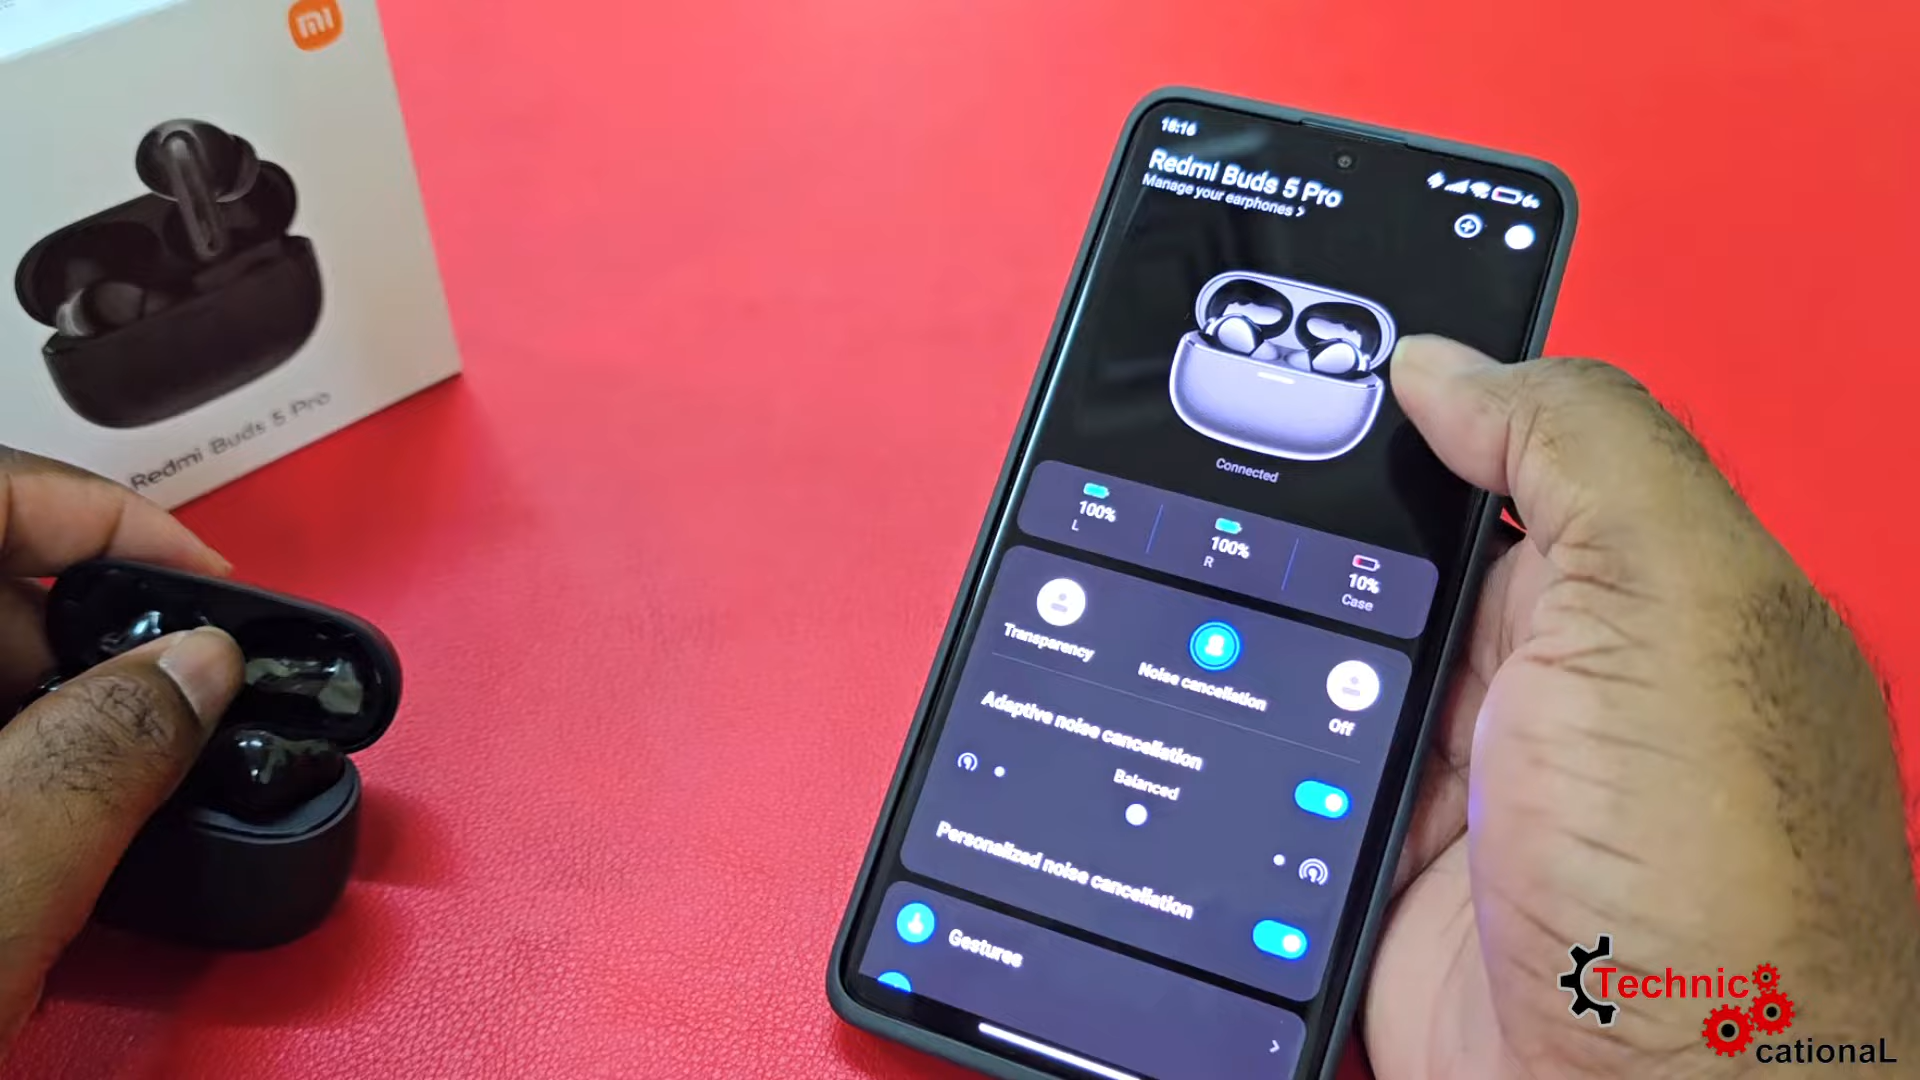 mi
Redmi Buds 5 Pro
18:16
Redmi Buds 5 Pro
Manage your earphones >
Connected
100%
L
100%
R
10%
Case
Transparency
Noise cancellation
Off
Adaptive noise cancellation
Balanced
Personalized noise cancellation
Gestures
Technic
cationaL